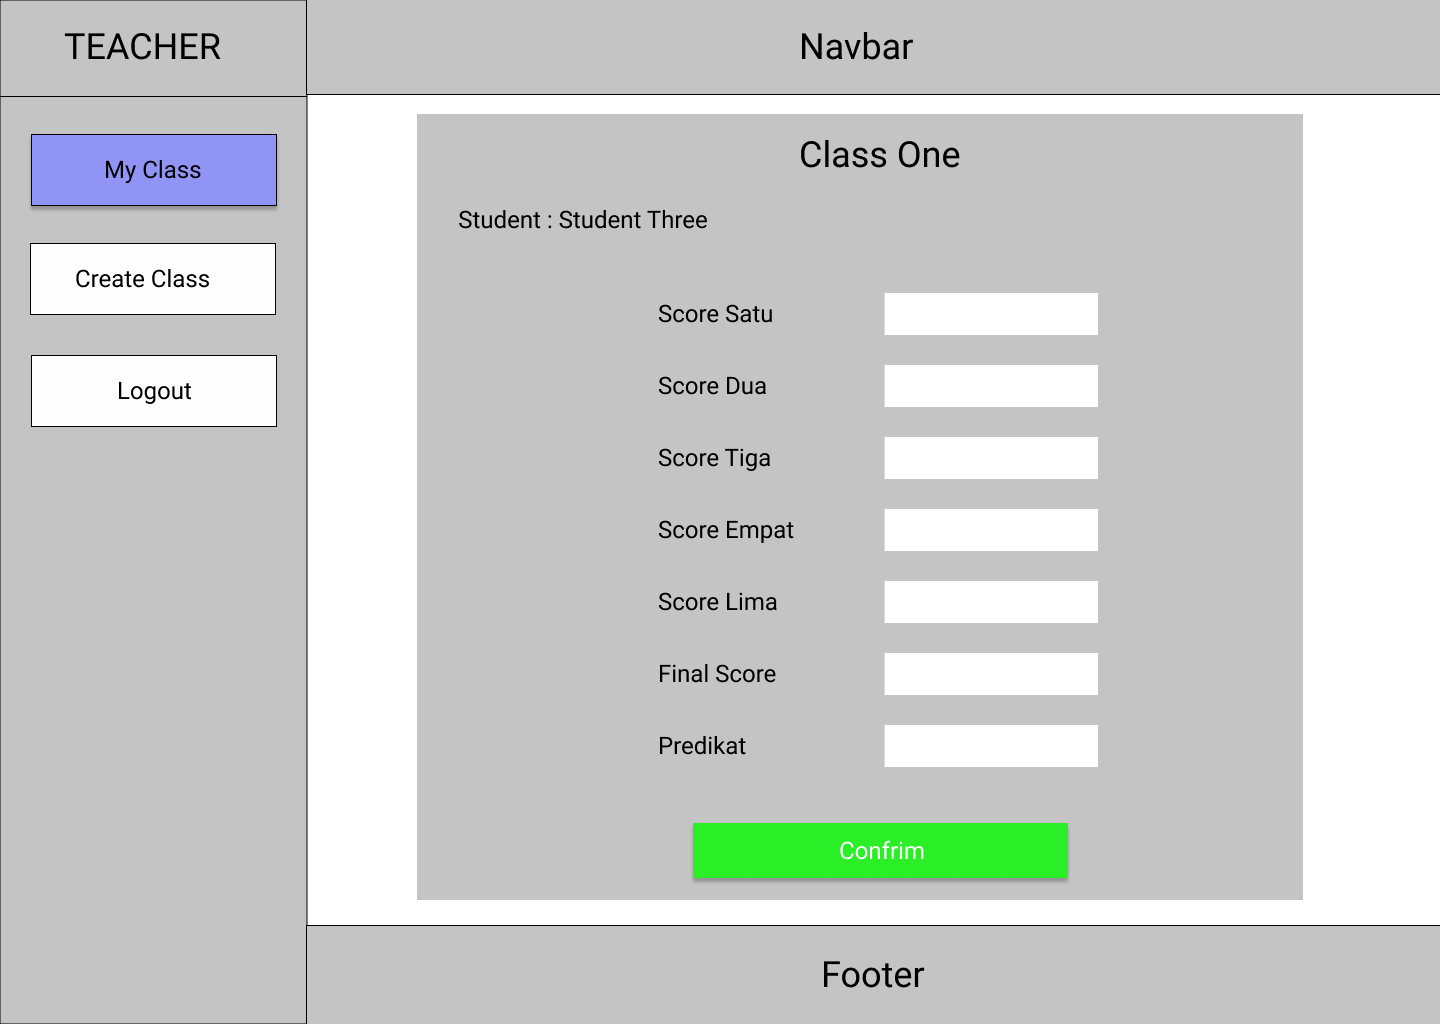 TEACHER
Navbar
My Class
Create Class
Logout
Class One
Student : Student Three
Score Satu
Score Dua
Score Tiga
Score Empat
Score Lima
Final Score
Predikat
Confrim
Footer